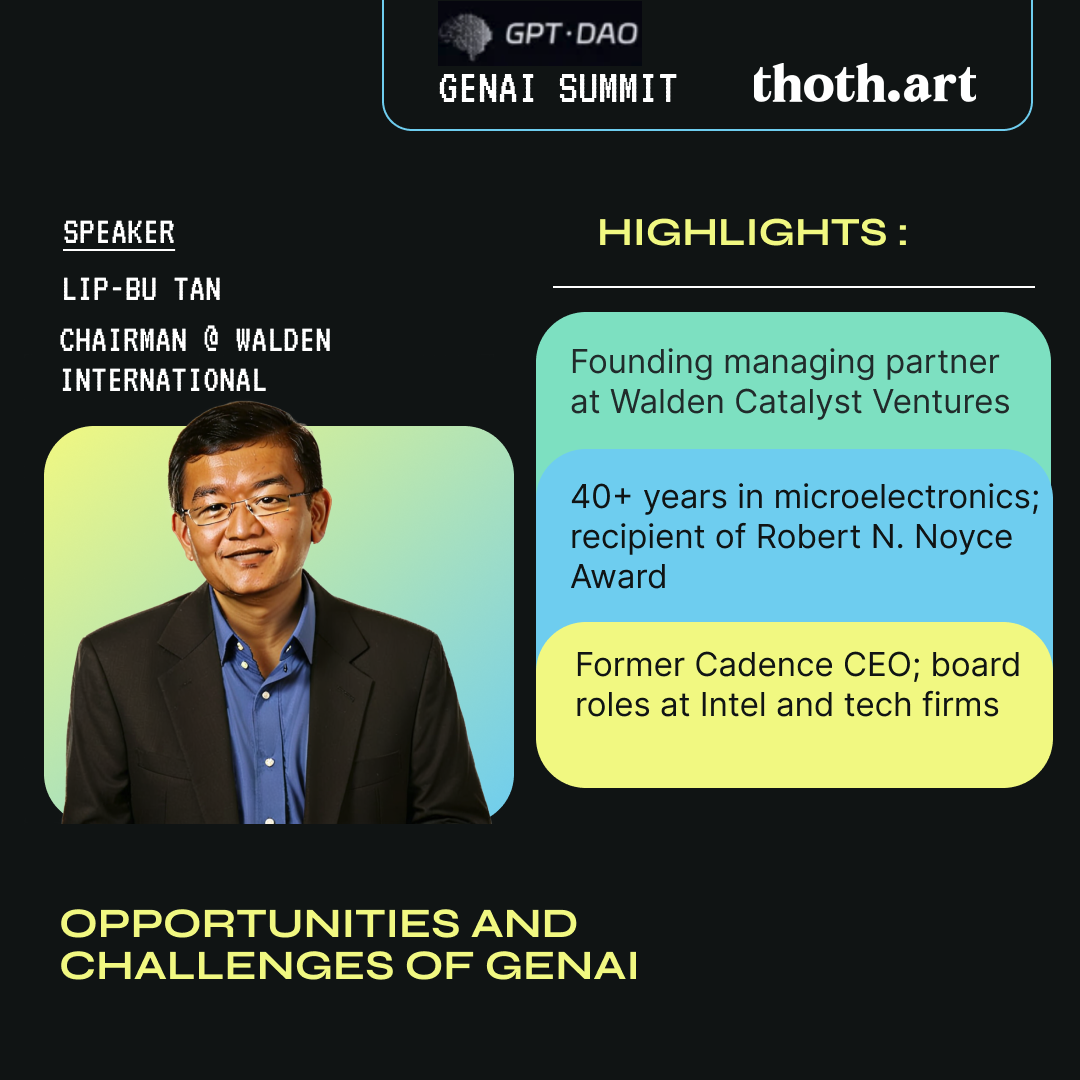 GPT·DAO
GENAI SUMMIT
thoth.art
SPEAKER
LIP-BU TAN
CHAIRMAN @ WALDEN
INTERNATIONAL
HIGHLIGHTS :
Founding managing partner
at Walden Catalyst Ventures
40+ years in microelectronics;
recipient of Robert N. Noyce
Award
Former Cadence CEO; board
roles at Intel and tech firms
OPPORTUNITIES AND
CHALLENGES OF GENAI